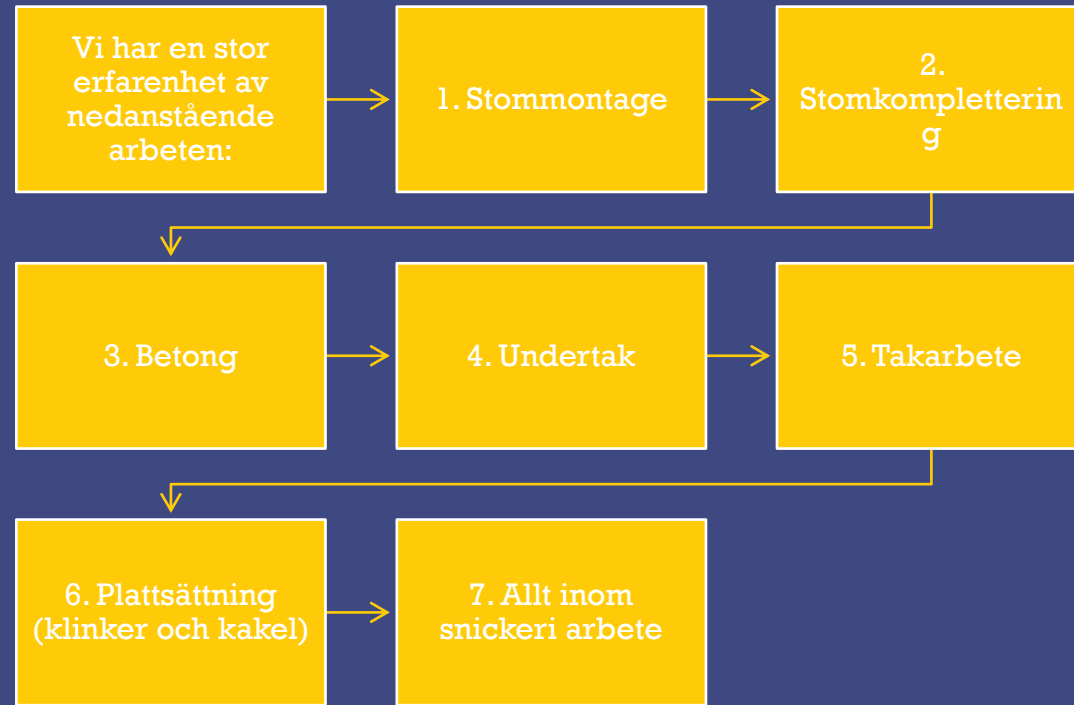 Vi har en stor
erfarenhet av
nedanstående
arbeten:
1. Stommontage
2.
Stomkompletterin
g
3. Betong
4. Undertak
5. Takarbete
6. Plattsättning
(klinker och kakel)
7. Allt inom
snickeri arbete